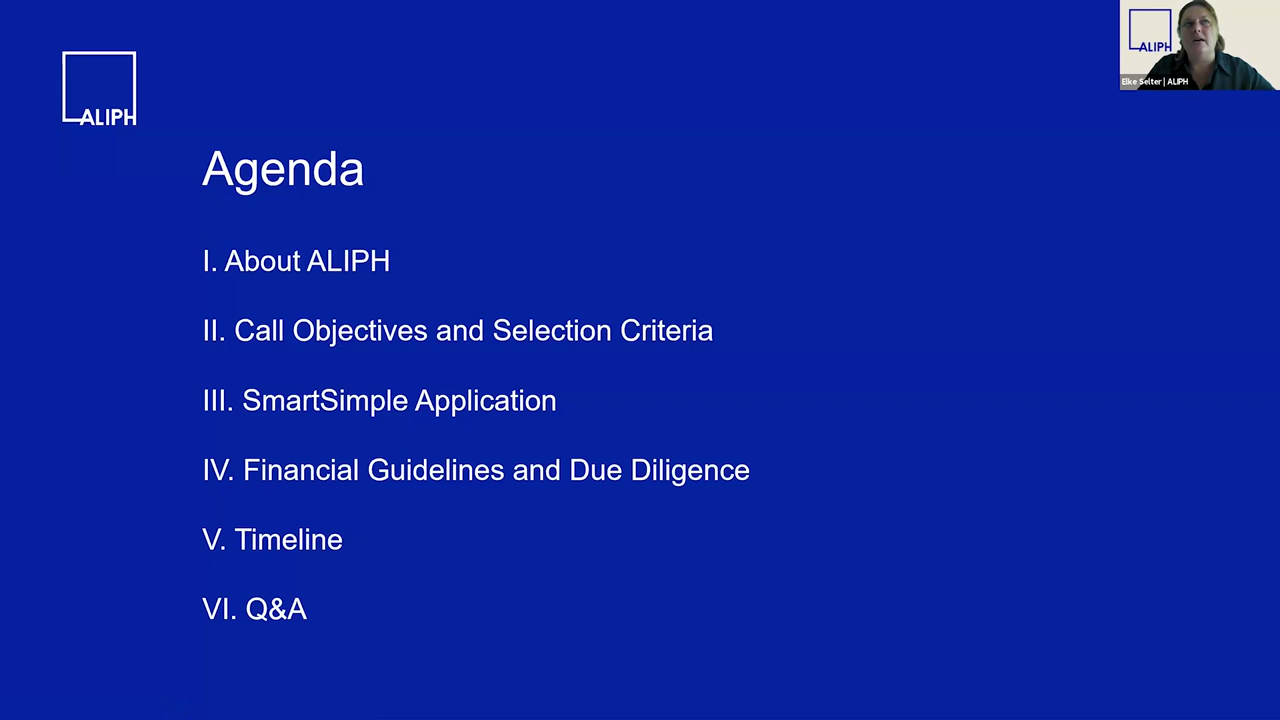 ALIPH
ALIPH
Elke Selter | ALIPH
Agenda
I. About ALIPH
II. Call Objectives and Selection Criteria
III. SmartSimple Application
IV. Financial Guidelines and Due Diligence
V. Timeline
VI. Q&A